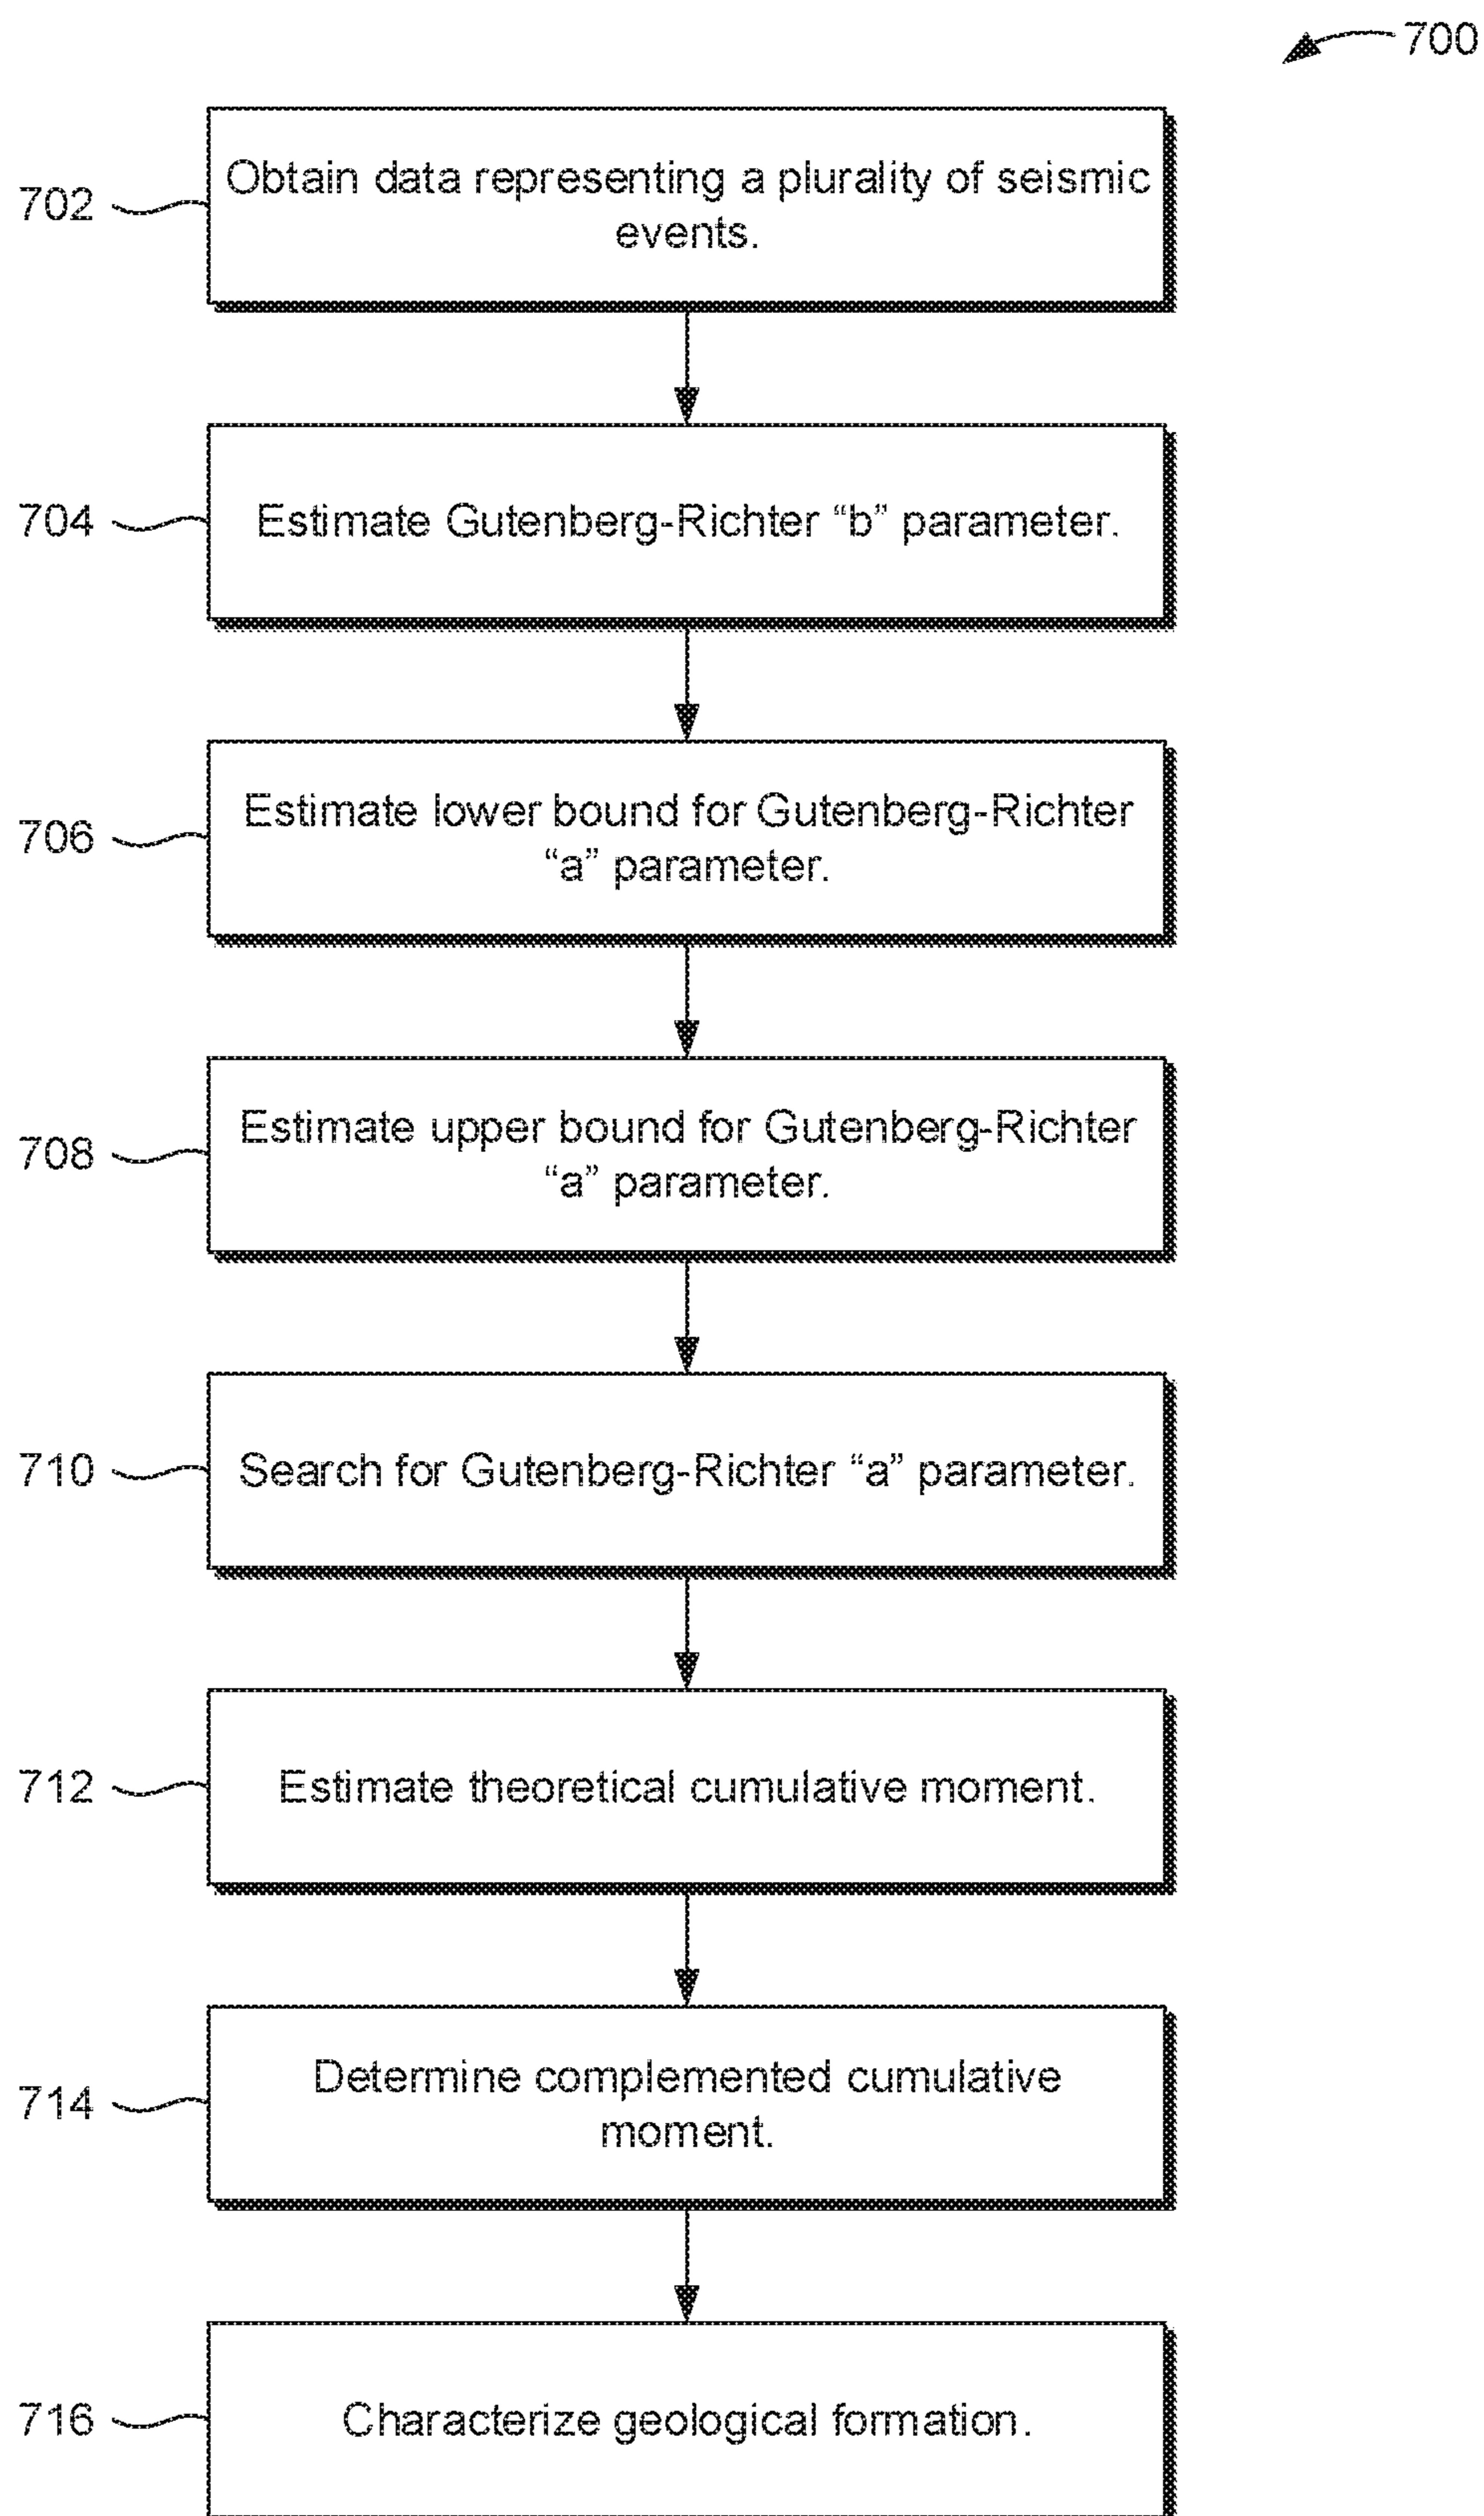 700
702
Obtain data representing a plurality of seismic
events.
704
Estimate Gutenberg-Richter “b” parameter.
706
Estimate lower bound for Gutenberg-Richter
“a” parameter.
708
Estimate upper bound for Gutenberg-Richter
“a” parameter.
710
Search for Gutenberg-Richter “a” parameter.
712
Estimate theoretical cumulative moment.
714
Determine complemented cumulative
moment.
716
Characterize geological formation.